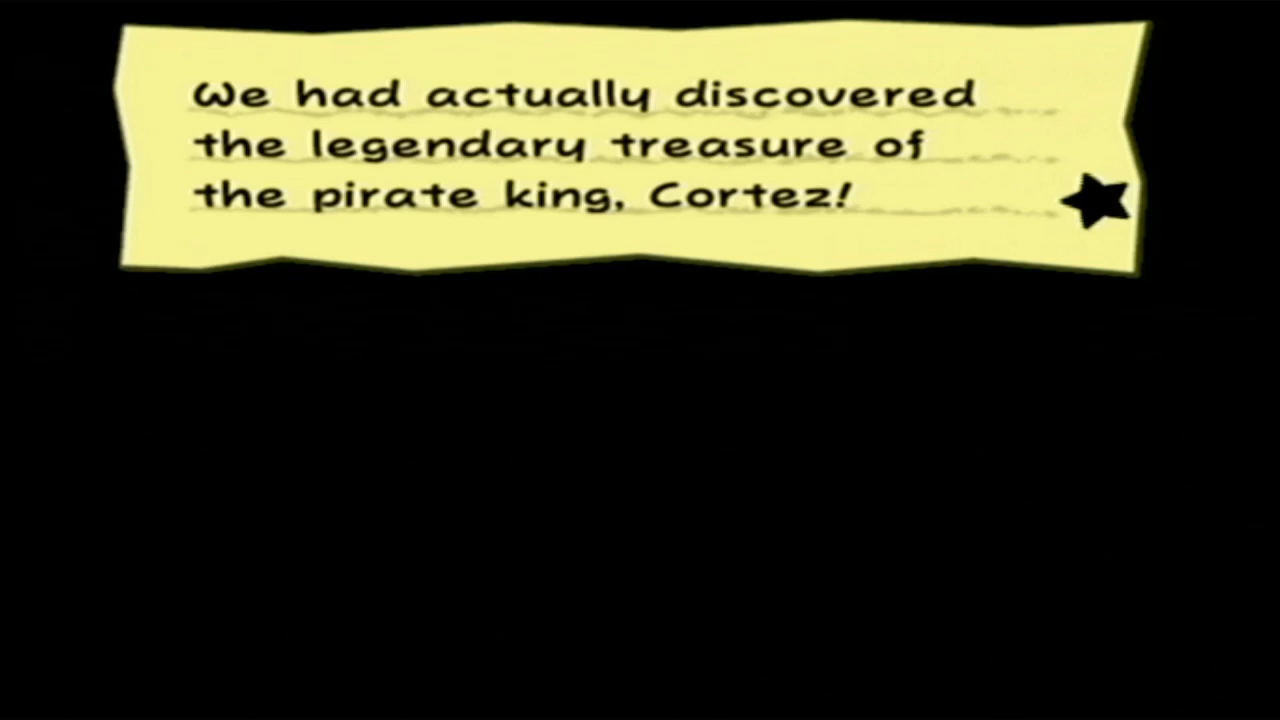 We had actually discovered
the legendary treasure of
the pirate king, Cortez!